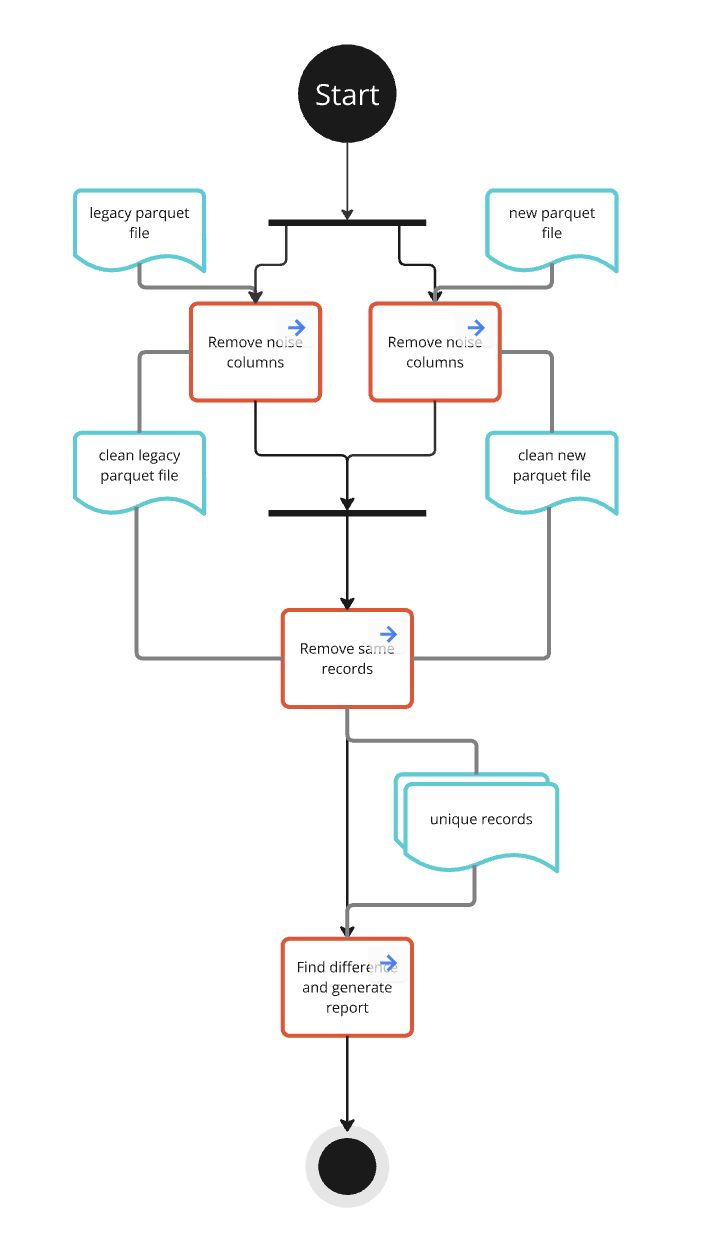 Start
legacy parquet
file
new parquet
file
Remove noise
columns
Remove noise
columns
clean legacy
parquet file
clean new
parquet file
Remove same
records
unique records
Find difference
and generate
report